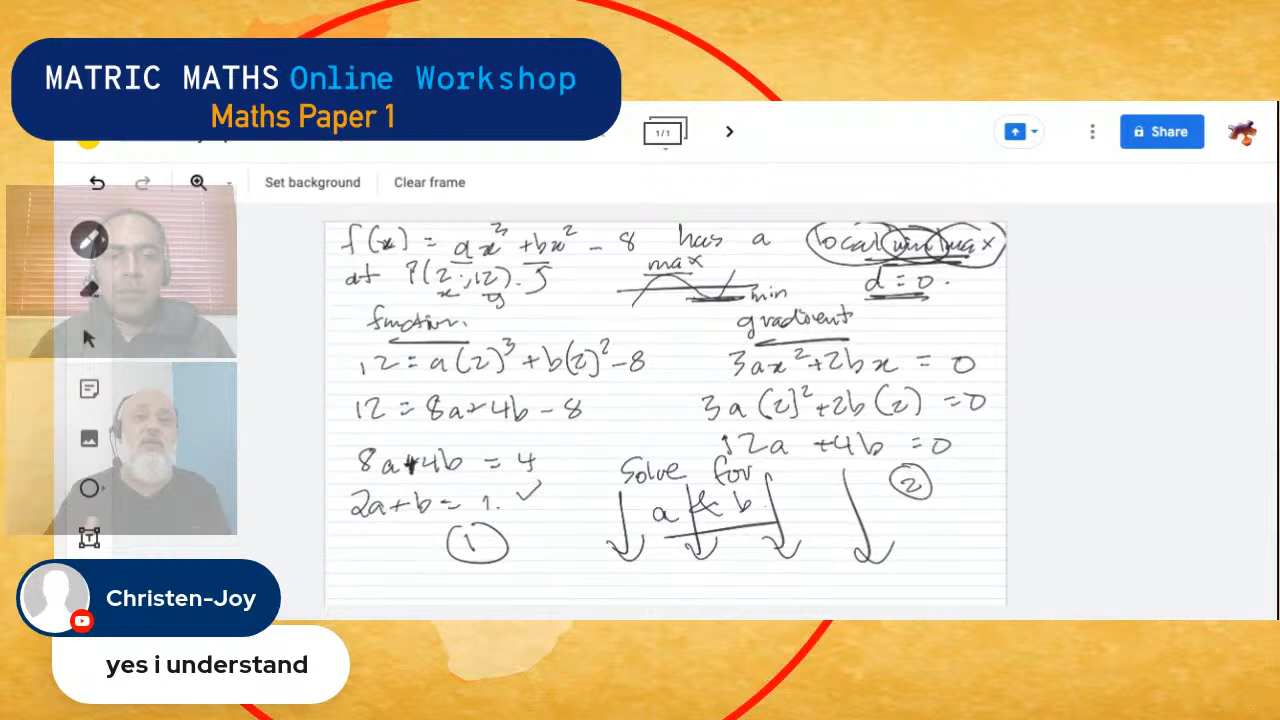 MATRIC MATHS Online Workshop
Maths Paper 1
1/1
Share
Set background
Clear frame
f(x) = ax³ + bx² - 8 has a local min max
at P(2;12).
x y
max
min
d = 0.
function.
gradient
12 = a(2)³ + b(2)² - 8
3ax² + 2bx = 0
12 = 8a + 4b - 8
3a(2)² + 2b(2) = 0
12a + 4b = 0
8a + 4b = 4
Solve for
2
2a + b = 1.
a & b
1
Christen-Joy
yes i understand